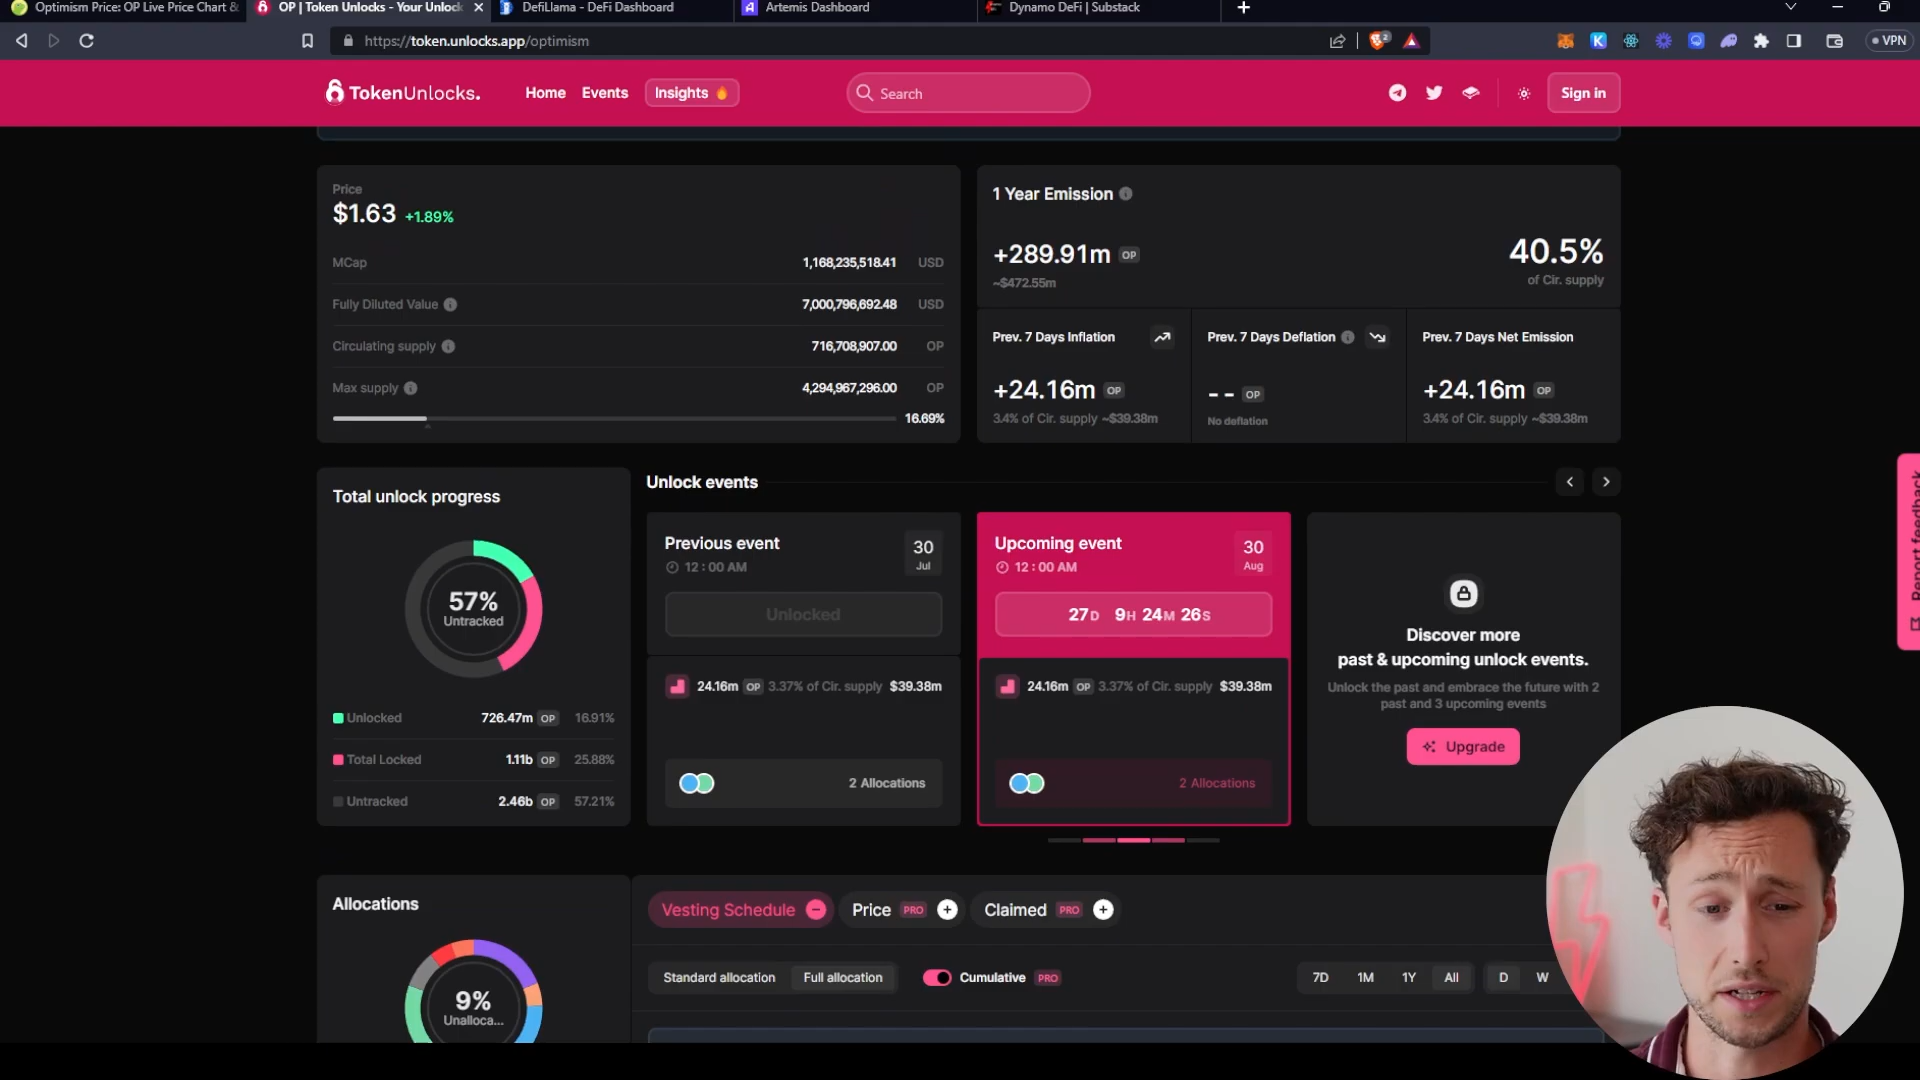 Optimism Price: OP Live Price Chart &
OP | Token Unlocks - Your Unlock
DefiLlama - DeFi Dashboard
Artemis Dashboard
Dynamo DeFi | Substack
https://token.unlocks.app/optimism
2
VPN
TokenUnlocks.
Home
Events
Insights
Search
Sign in
Price
$1.63 +1.89%
MCap 1,168,235,518.41 USD
Fully Diluted Value 7,000,796,692.48 USD
Circulating supply 716,708,907.00 OP
Max supply 4,294,967,296.00 OP
16.69%
1 Year Emission
+289.91m OP
~$472.55m
40.5%
of Cir. supply
Prev. 7 Days Inflation
+24.16m OP
3.4% of Cir. supply ~$39.38m
Prev. 7 Days Deflation
-- OP
No deflation
Prev. 7 Days Net Emission
+24.16m OP
3.4% of Cir. supply ~$39.38m
Total unlock progress
57%
Untracked
Unlocked 726.47m OP 16.91%
Total Locked 1.11b OP 25.88%
Untracked 2.46b OP 57.21%
Unlock events
Previous event
12 : 00 AM
30
Jul
Unlocked
24.16m OP 3.37% of Cir. supply $39.38m
2 Allocations
Upcoming event
12 : 00 AM
30
Aug
27D 9H 24M 26S
24.16m OP 3.37% of Cir. supply $39.38m
2 Allocations
Discover more
past & upcoming unlock events.
Unlock the past and embrace the future with 2
past and 3 upcoming events
Upgrade
Report feedback
Allocations
9%
Unalloca...
Vesting Schedule
Price PRO
Claimed PRO
Standard allocation
Full allocation
Cumulative PRO
7D 1M 1Y All
D W